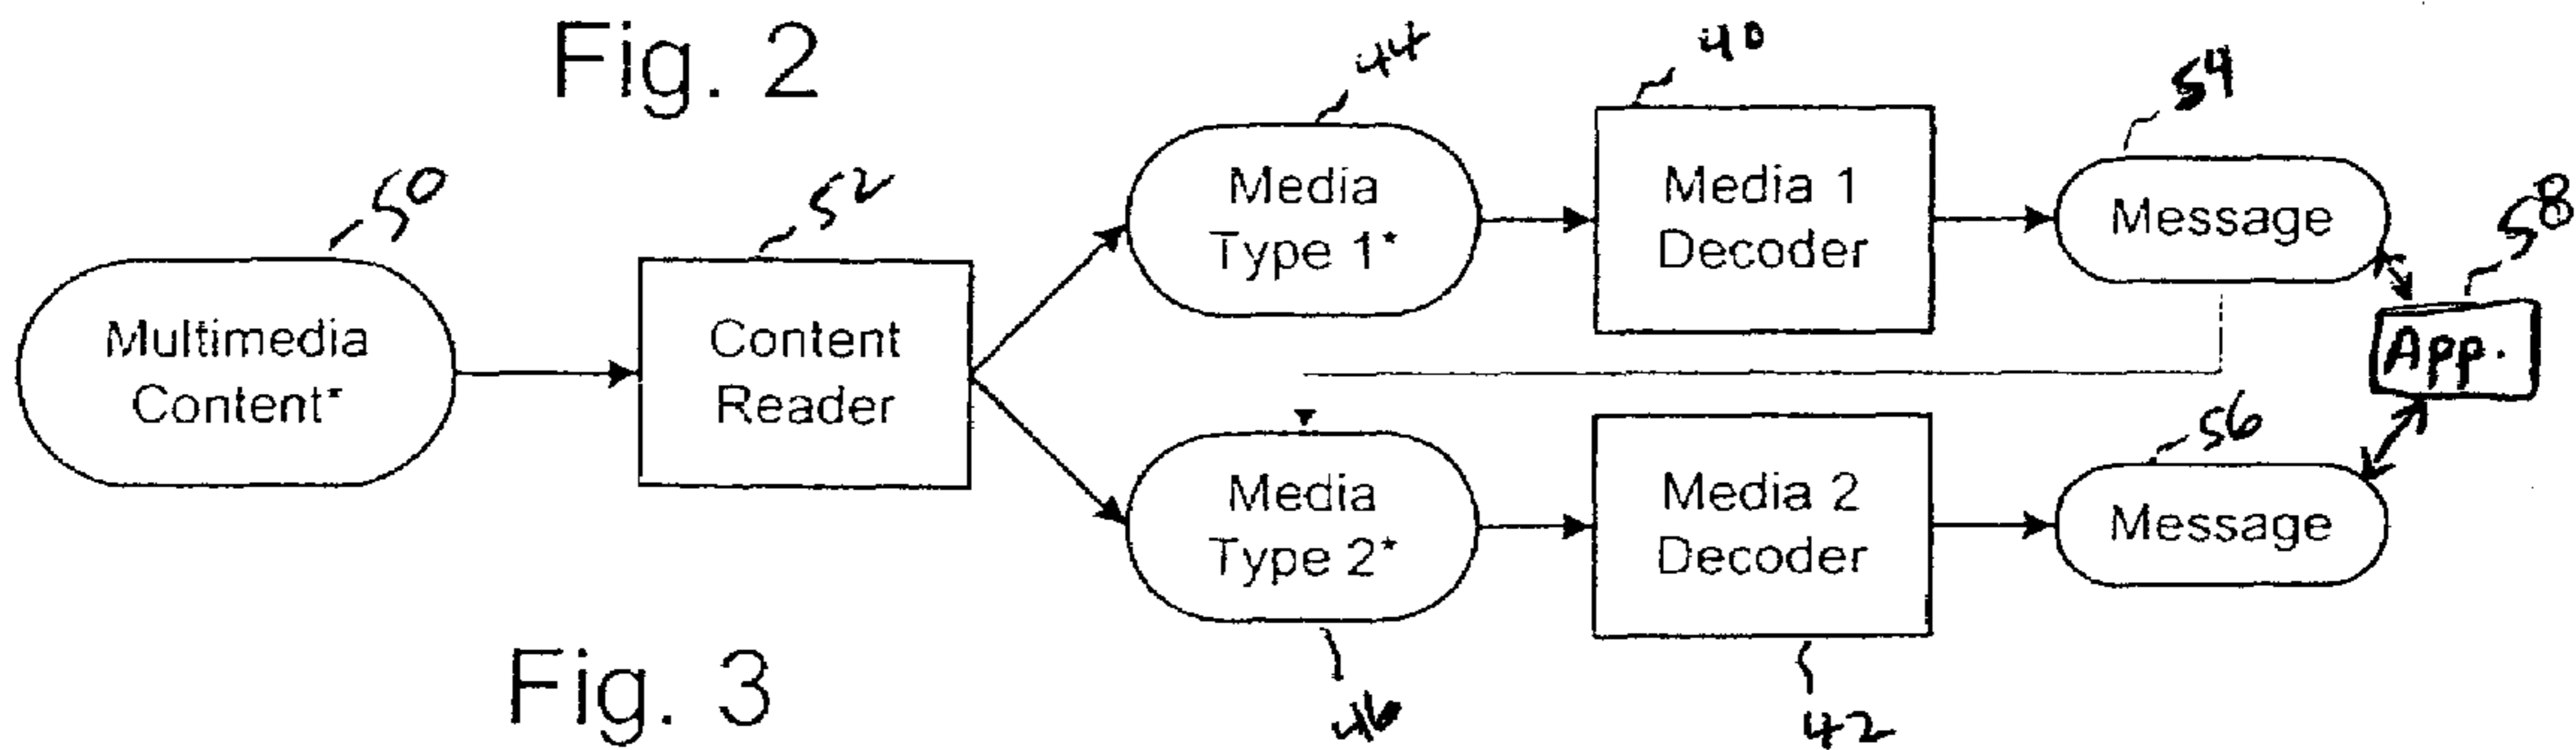 Fig. 2
44
40
54
50
52
58
Media
Type 1*
Media 1
Decoder
Message
Multimedia
Content*
Content
Reader
App.
56
Media
Type 2*
Media 2
Decoder
Message
Fig. 3
46
42